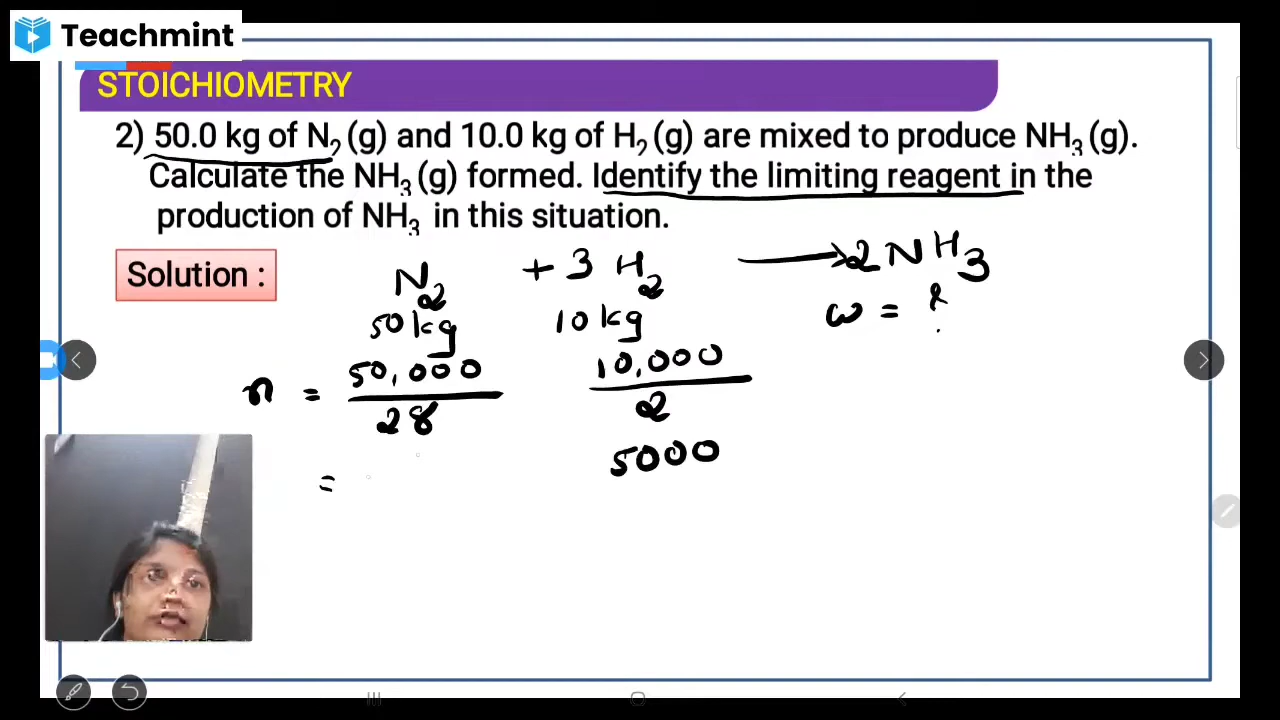 Teachmint
STOICHIOMETRY
2) 50.0 kg of N₂ (g) and 10.0 kg of H₂ (g) are mixed to produce NH₃ (g).
Calculate the NH₃ (g) formed. Identify the limiting reagent in the
production of NH₃ in this situation.
Solution :
N₂ + 3 H₂ ⟶ 2 NH₃
50 kg 10 kg w = ?
n = 50,000 10,000
28 2
= 5000